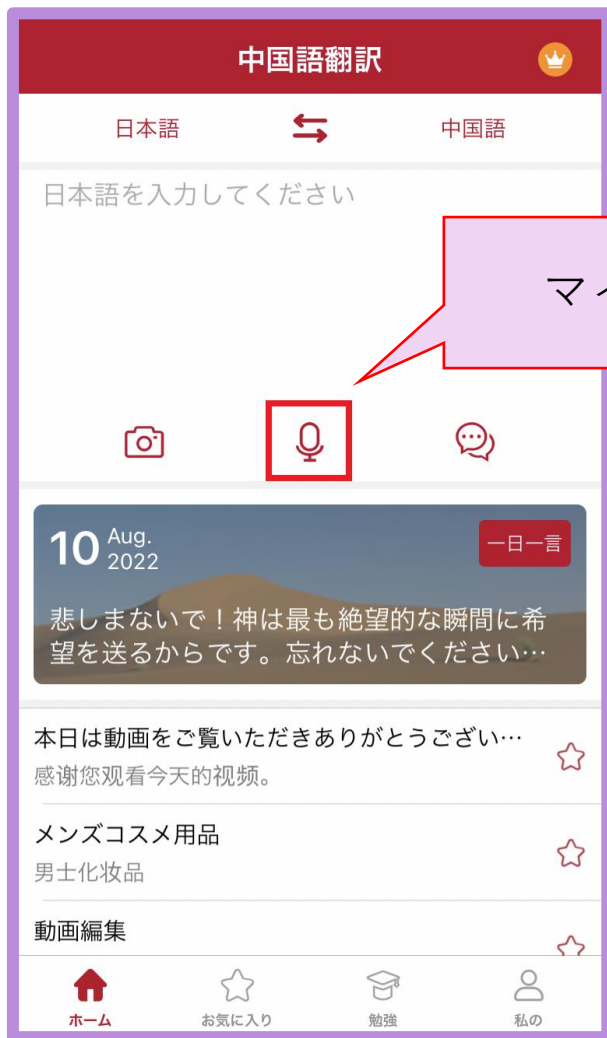 中国語翻訳
日本語
中国語
日本語を入力してください
マイ
10 Aug.
2022
一日一言
悲しまないで！神は最も絶望的な瞬間に希
望を送るからです。忘れないでください…
本日は動画をご覧いただきありがとうござい…
感谢您观看今天的视频。
メンズコスメ用品
男士化妆品
動画編集
ホーム
お気に入り
勉強
私の